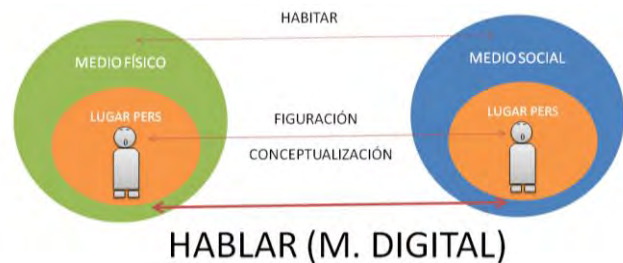 HABITAR
MEDIO FÍSICO
MEDIO SOCIAL
LUGAR PERS
LUGAR PERS
FIGURACIÓN
CONCEPTUALIZACIÓN
HABLAR (M. DIGITAL)